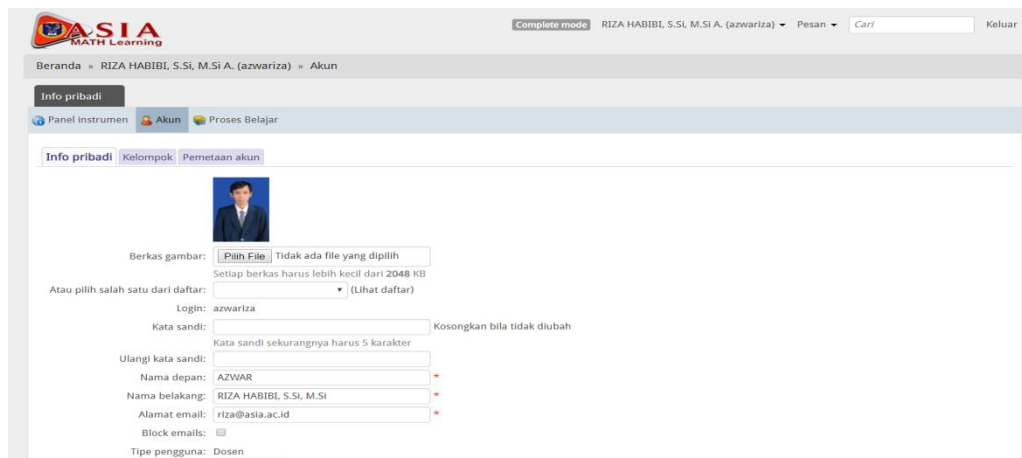 ASIA
MATH Learning
Complete mode RIZA HABIBI, S.Si, M.Si A. (azwariza) Pesan Cari Keluar
Beranda » RIZA HABIBI, S.Si, M.Si A. (azwariza) » Akun
Info pribadi
Panel instrumen Akun Proses Belajar
Info pribadi Kelompok Pemetaan akun
Berkas gambar: Pilih File Tidak ada file yang dipilih
Setiap berkas harus lebih kecil dari 2048 KB
Atau pilih salah satu dari daftar: (Lihat daftar)
Login: azwariza
Kata sandi: Kosongkan bila tidak diubah
Kata sandi sekurangnya harus 5 karakter
Ulangi kata sandi:
Nama depan: AZWAR *
Nama belakang: RIZA HABIBI, S.Si, M.Si *
Alamat email: riza@asia.ac.id *
Block emails:
Tipe pengguna: Dosen